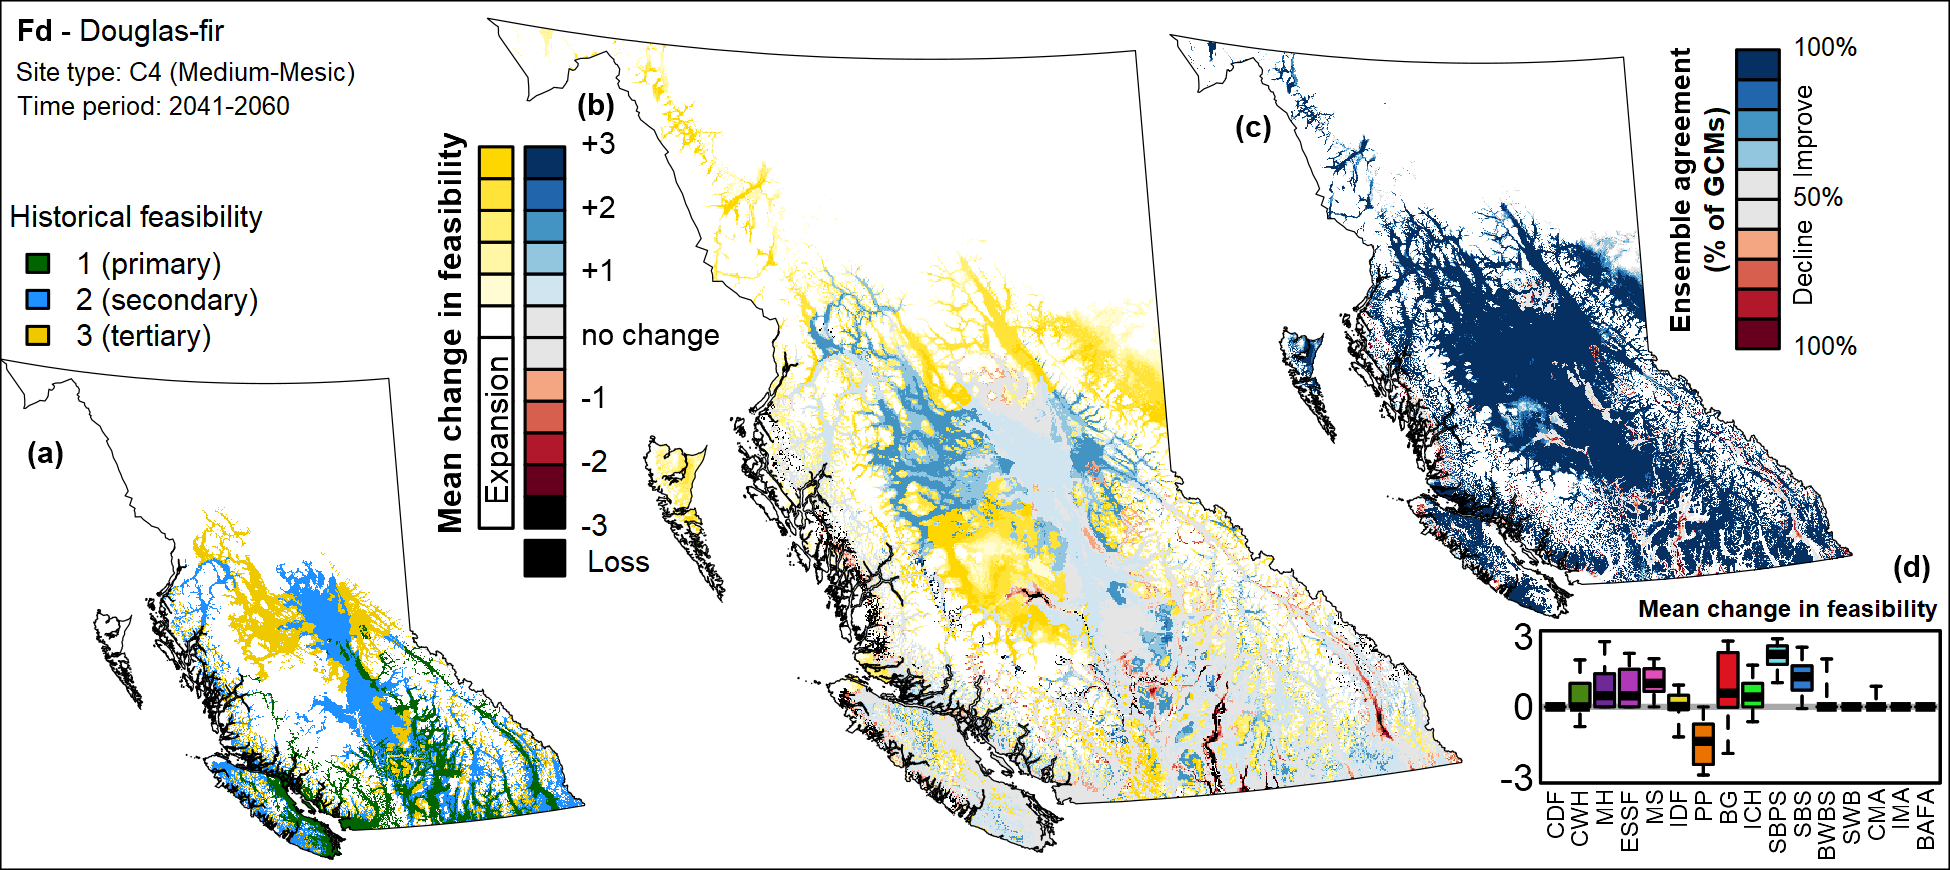 Fd - Douglas-fir
Site type: C4 (Medium-Mesic)
Time period: 2041-2060
Historical feasibility
1 (primary)
2 (secondary)
3 (tertiary)
(a)
(b)
Mean change in feasibility
Expansion
+3
+2
+1
no change
-1
-2
-3
Loss
(c)
Ensemble agreement
(% of GCMs)
100%
Improve
50%
Decline
100%
(d)
Mean change in feasibility
3
0
-3
CDF
CWH
MH
ESSF
MS
IDF
PP
BG
ICH
SBPS
SBS
BWBS
SWB
CMA
IMA
BAFA